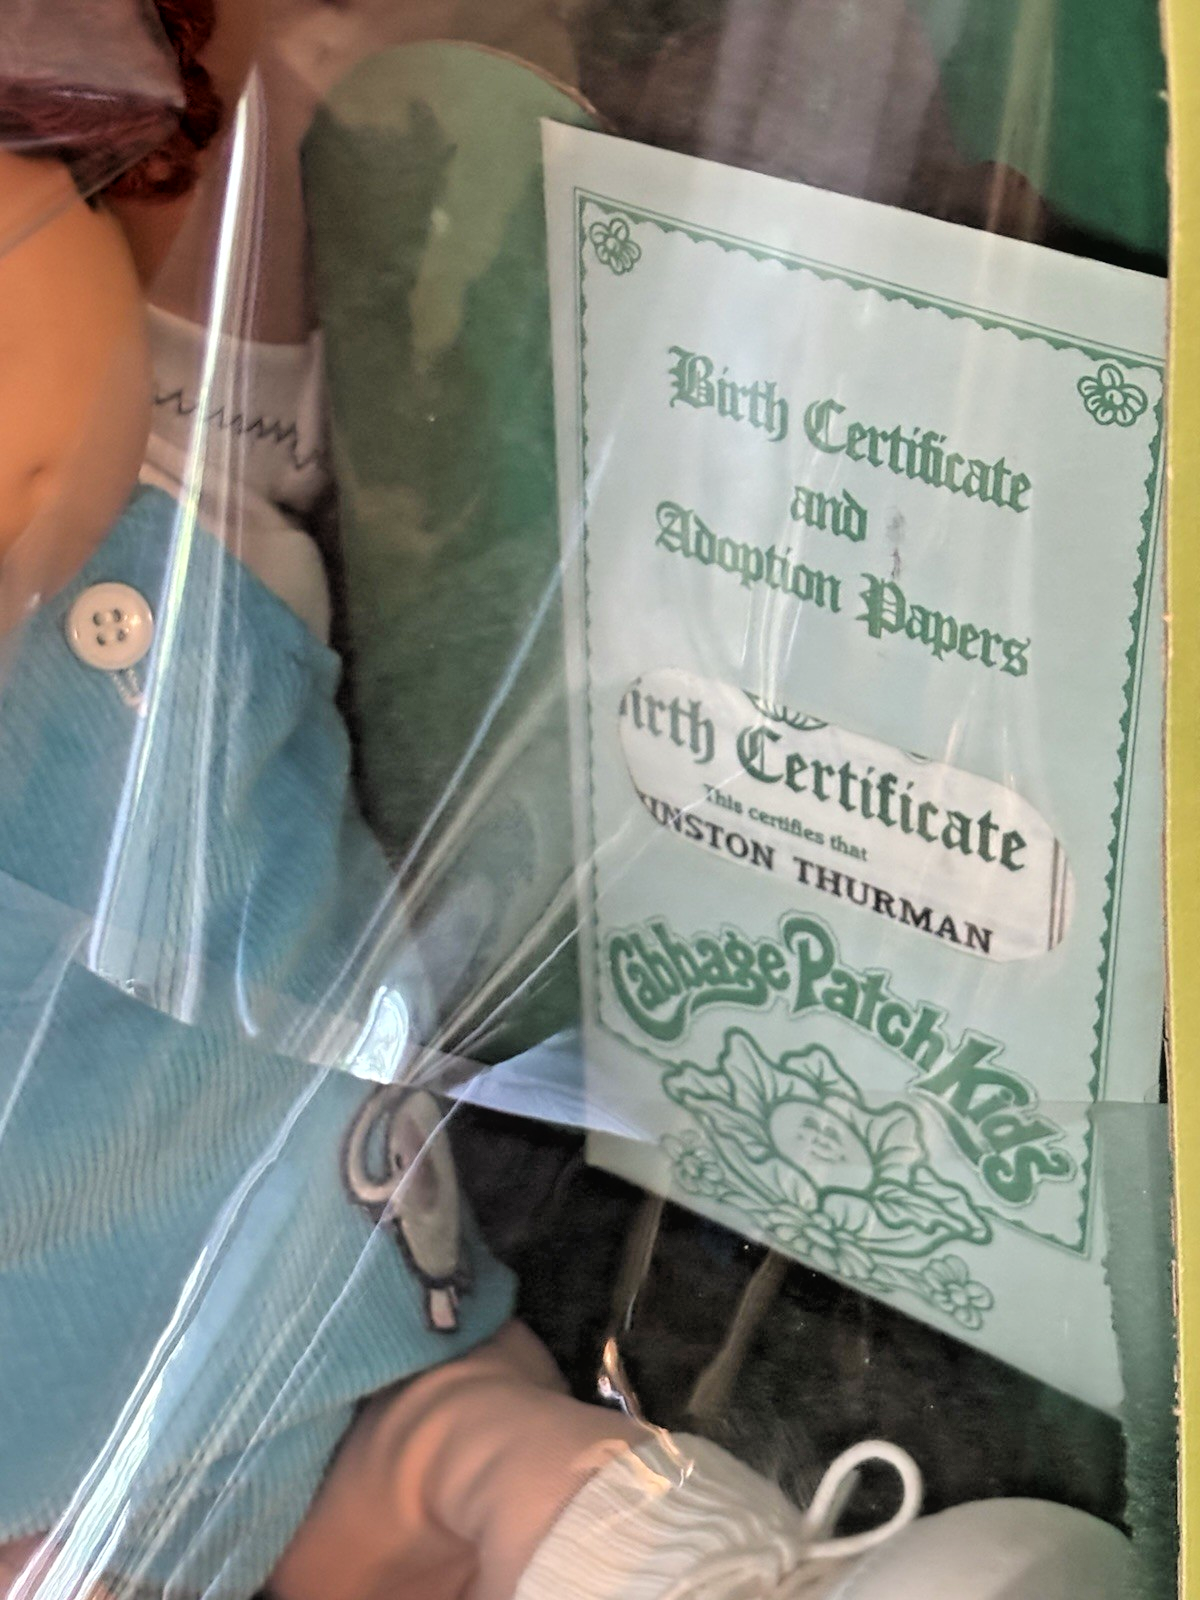 Birth Certificate
and
Adoption Papers
irth Certificate
This certifies that
INSTON THURMAN
Cabbage Patch Kids